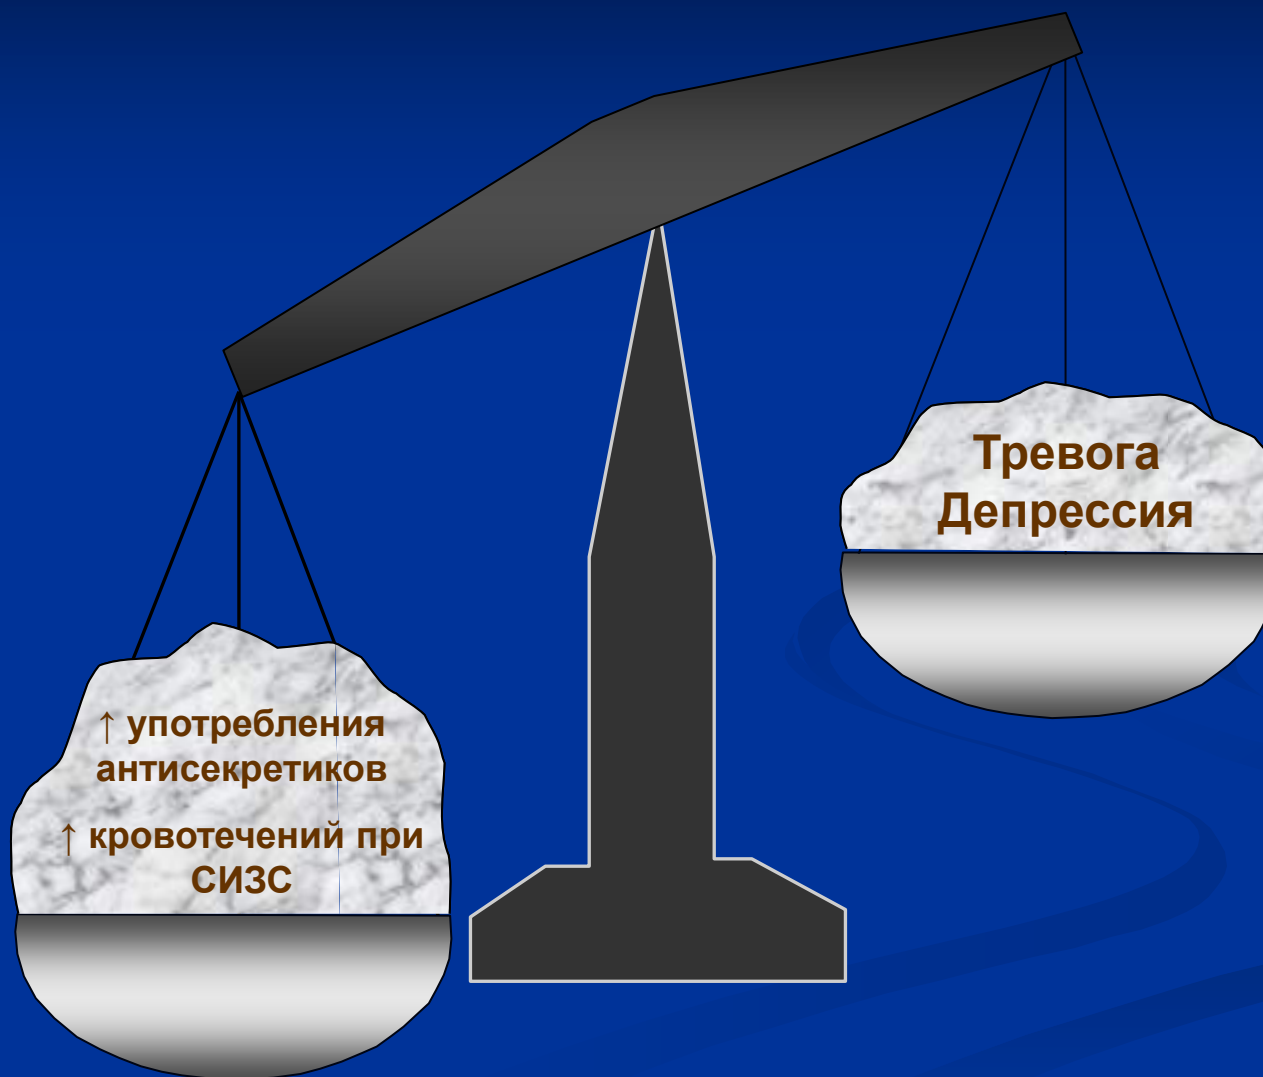 Тревога
Депрессия
↑ употребления
антисекретиков
↑ кровотечений при
СИЗС